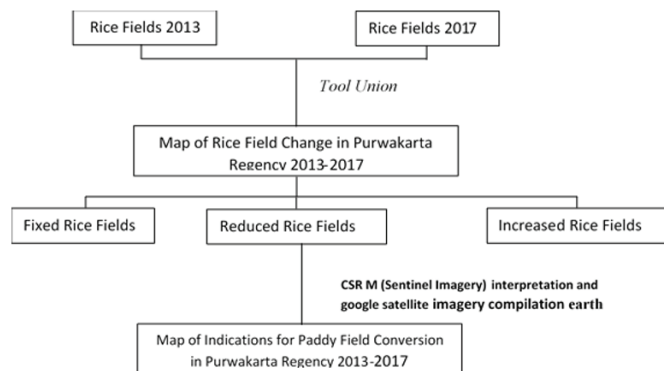 Rice Fields 2013
Rice Fields 2017
Tool Union
Map of Rice Field Change in Purwakarta
Regency 2013-2017
Fixed Rice Fields
Reduced Rice Fields
Increased Rice Fields
CSR M (Sentinel Imagery) interpretation and
google satellite imagery compilation earth
Map of Indications for Paddy Field Conversion
in Purwakarta Regency 2013-2017